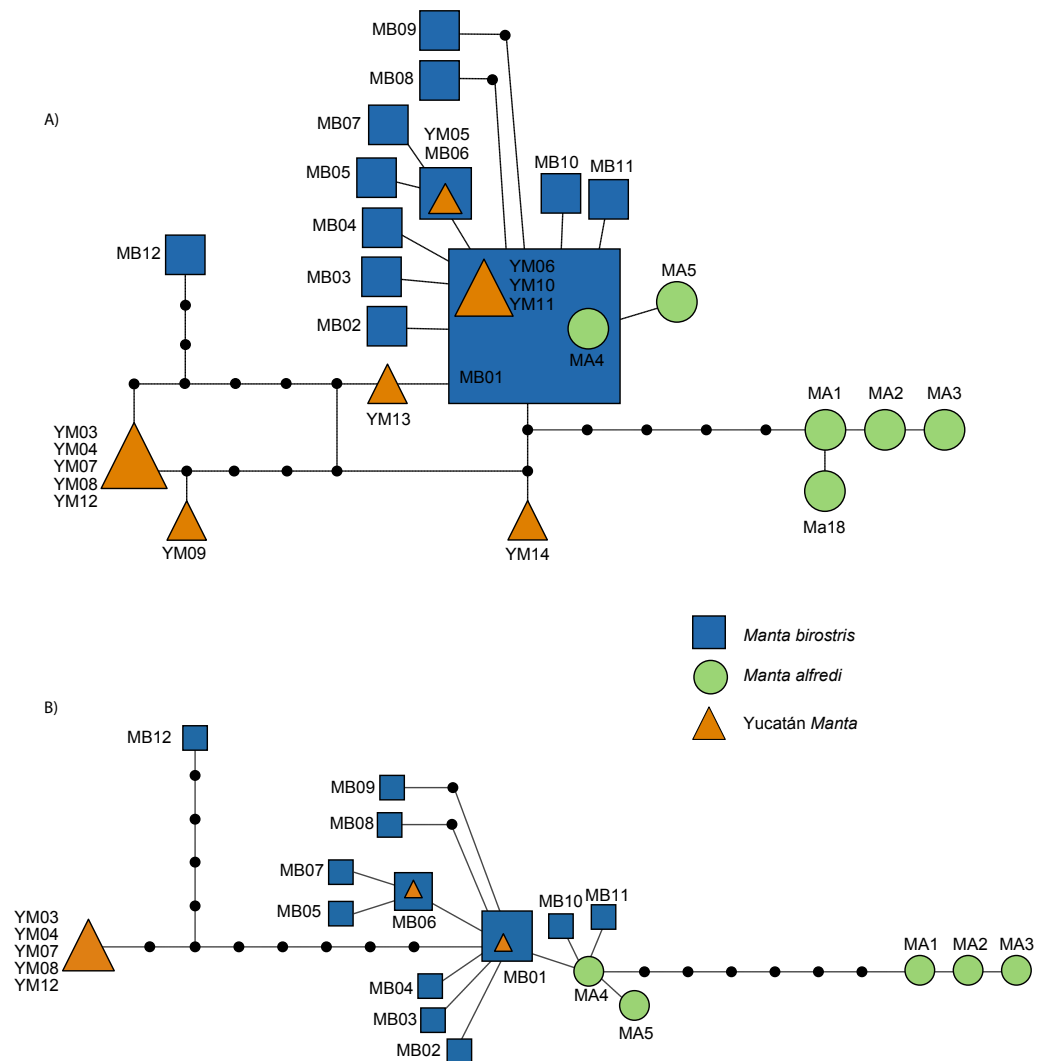 A)
MB09
MB08
MB07
YM05
MB06
MB05
MB10
MB11
MB04
MB12
MB03
YM06
YM10
YM11
MA5
MB02
MA4
MB01
YM13
MA1
MA2
MA3
YM03
YM04
YM07
YM08
YM12
Ma18
YM09
YM14
Manta birostris
Manta alfredi
Yucatán Manta
B)
MB12
MB09
MB08
MB07
MB05
MB06
MB10
MB11
YM03
YM04
YM07
YM08
YM12
MB01
MA4
MA1
MA2
MA3
MB04
MB03
MA5
MB02